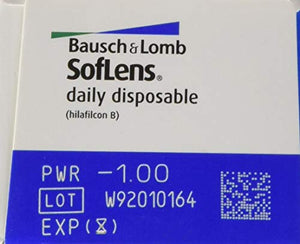 Bausch & Lomb
SofLens®
daily disposable
(hilafilcon B)
PWR -1.00
LOT W92010164
EXP (⌛)